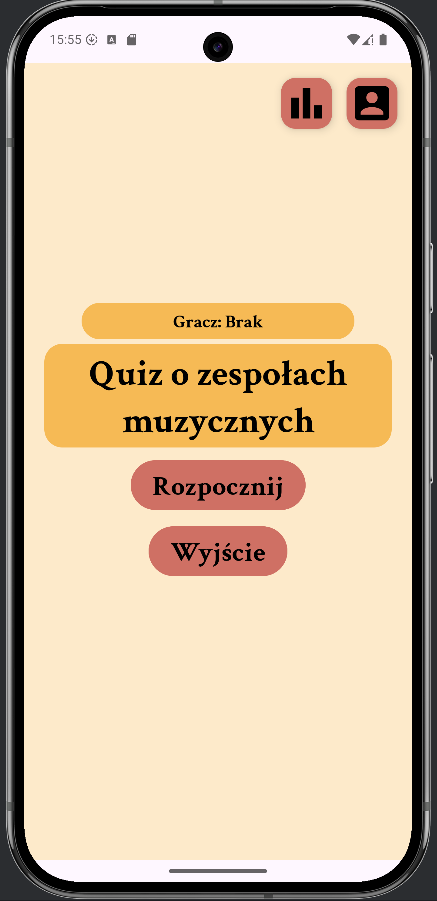 15:55
Gracz: Brak
Quiz o zespołach
muzycznych
Rozpocznij
Wyjście